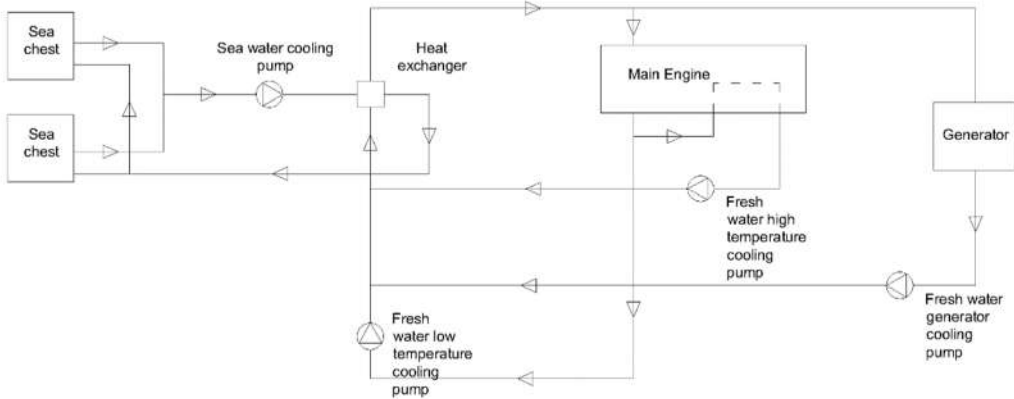 Sea
chest
Sea water cooling
pump
Heat
exchanger
Main Engine
Sea
chest
Generator
Fresh
water high
temperature
cooling
pump
Fresh water
generator
cooling
pump
Fresh
water low
temperature
cooling
pump